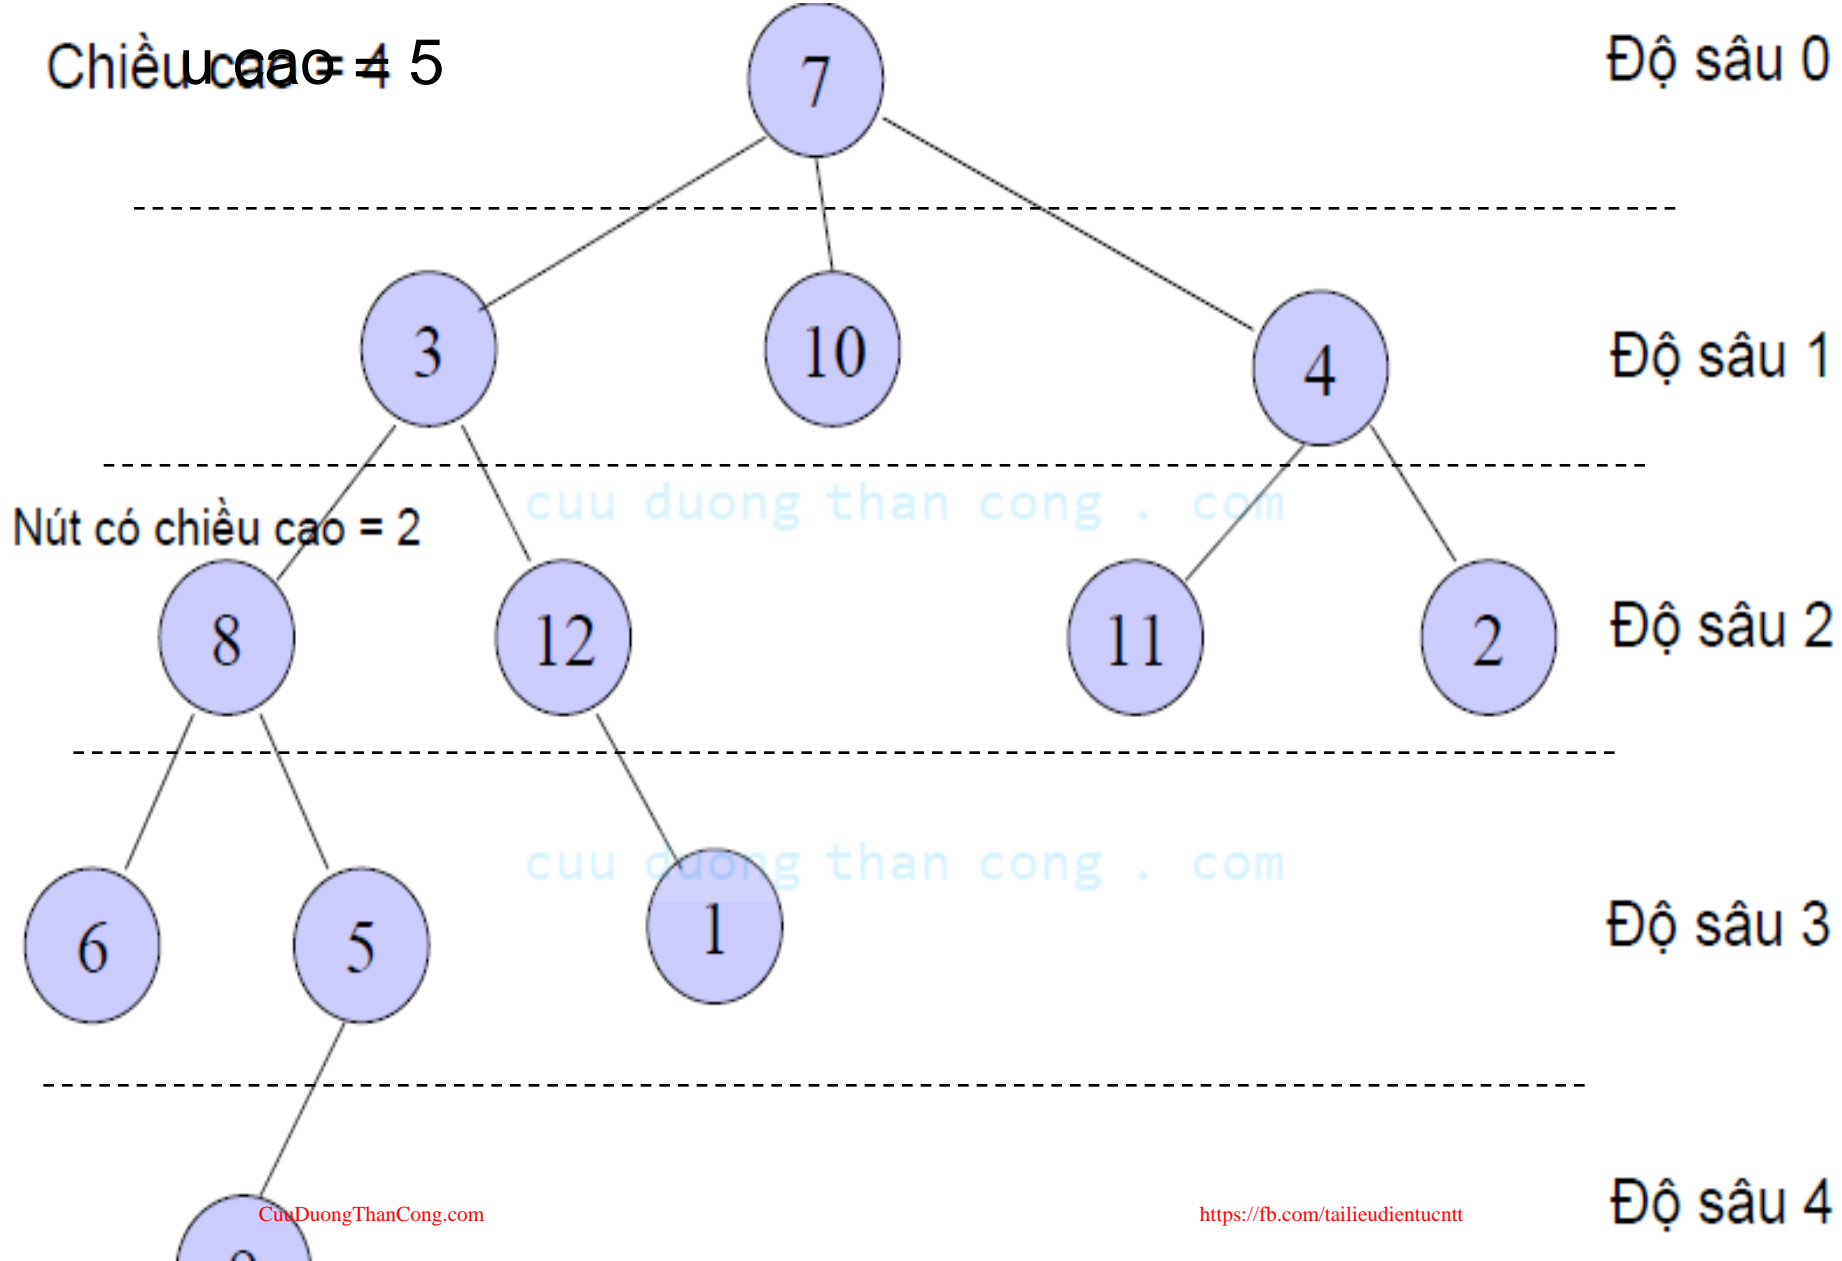 Chiều cao = 4
u cao = 5
Độ sâu 0
7
3
10
4
Độ sâu 1
cuu duong than cong . com
Nút có chiều cao = 2
8
12
11
2
Độ sâu 2
cuu duong than cong . com
6
5
1
Độ sâu 3
Độ sâu 4
CuuDuongThanCong.com
https://fb.com/tailieudientucntt